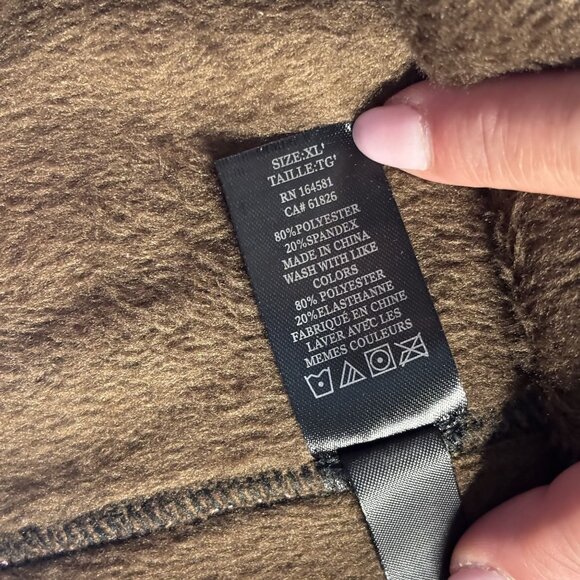 SIZE:XL'
TAILLE:TG'
RN 164581
CA# 61826
80%POLYESTER
20%SPANDEX
MADE IN CHINA
WASH WITH LIKE
COLORS
80% POLYESTER
20%ELASTHANNE
FABRIQUÉ EN CHINE
LAVER AVEC LES
MEMES COULEURS